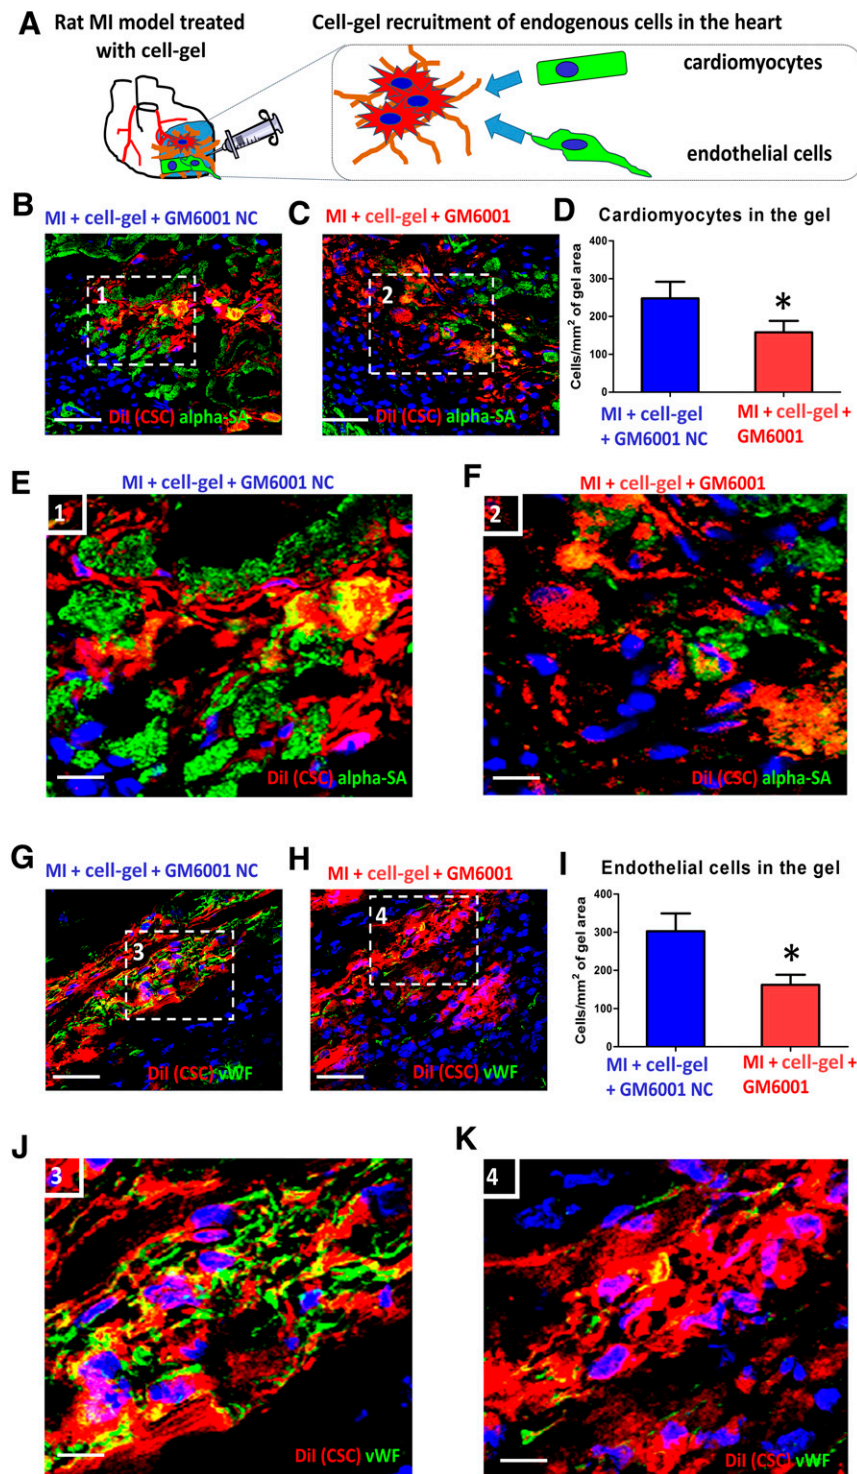 A
Rat MI model treated
with cell-gel
Cell-gel recruitment of endogenous cells in the heart
cardiomyocytes
endothelial cells
B
MI + cell-gel + GM6001 NC
1
DiI (CSC) alpha-SA
C
MI + cell-gel + GM6001
2
DiI (CSC) alpha-SA
D
Cardiomyocytes in the gel
Cells/mm² of gel area
400
300
200
100
0
*
MI + cell-gel
+ GM6001 NC
MI + cell-gel +
GM6001
E
MI + cell-gel + GM6001 NC
1
DiI (CSC) alpha-SA
F
MI + cell-gel + GM6001
2
DiI (CSC) alpha-SA
G
MI + cell-gel + GM6001 NC
3
DiI (CSC) vWF
H
MI + cell-gel + GM6001
4
DiI (CSC) vWF
I
Endothelial cells in the gel
Cells/mm² of gel area
400
300
200
100
0
*
MI + cell-gel
+ GM6001 NC
MI + cell-gel +
GM6001
J
3
DiI (CSC) vWF
K
4
DiI (CSC) vWF